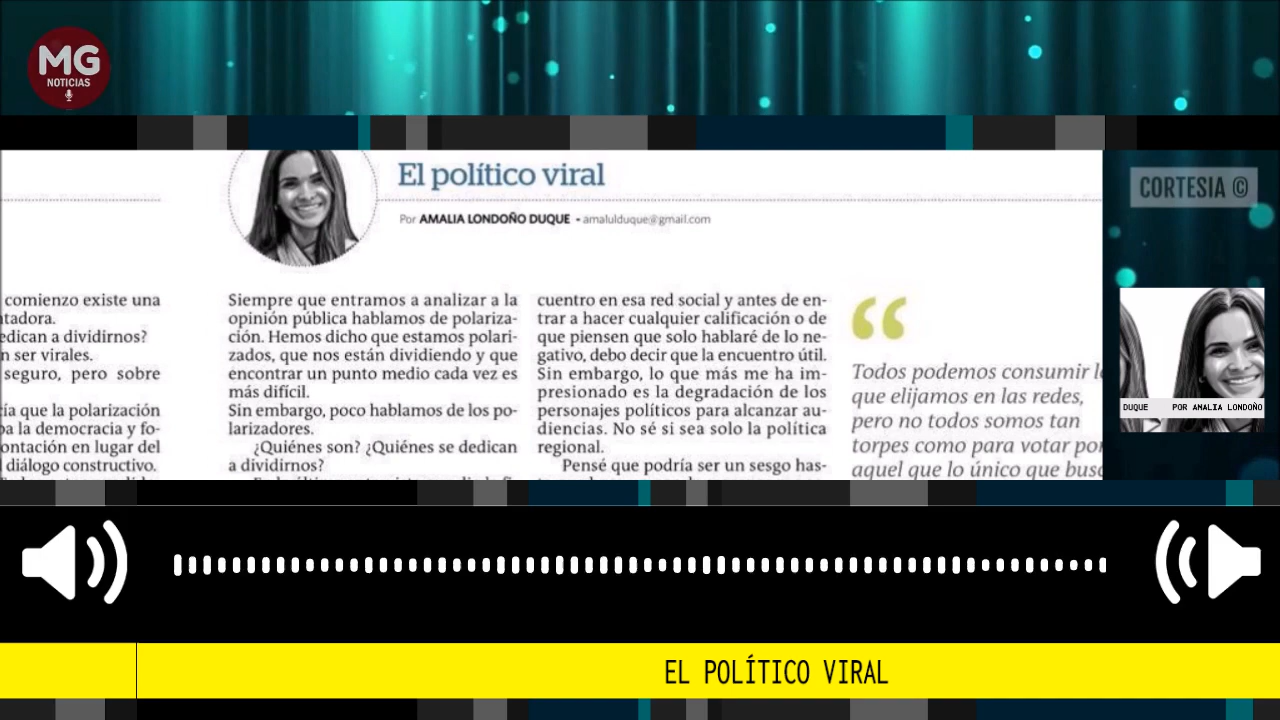 MG
NOTICIAS
CORTESIA ©
El político viral
Por AMALIA LONDOÑO DUQUE - amalulduque@gmail.com
comienzo existe una
tadora.
edican a dividirnos?
n ser virales.
seguro, pero sobre
ía que la polarización
ba la democracia y fo-
ontación en lugar del
diálogo constructivo.
Siempre que entramos a analizar a la
opinión pública hablamos de polariza-
ción. Hemos dicho que estamos polari-
zados, que nos están dividiendo y que
encontrar un punto medio cada vez es
más difícil.
Sin embargo, poco hablamos de los po-
larizadores.
¿Quiénes son? ¿Quiénes se dedican
a dividirnos?
cuentro en esa red social y antes de en-
trar a hacer cualquier calificación o de
que piensen que solo hablaré de lo ne-
gativo, debo decir que la encuentro útil.
Sin embargo, lo que más me ha im-
presionado es la degradación de los
personajes políticos para alcanzar au-
diencias. No sé si sea solo la política
regional.
Pensé que podría ser un sesgo has-
“
Todos podemos consumir l
que elijamos en las redes,
pero no todos somos tan
torpes como para votar por
aquel que lo único que busc
DUQUE POR AMALIA LONDOÑO
EL POLÍTICO VIRAL